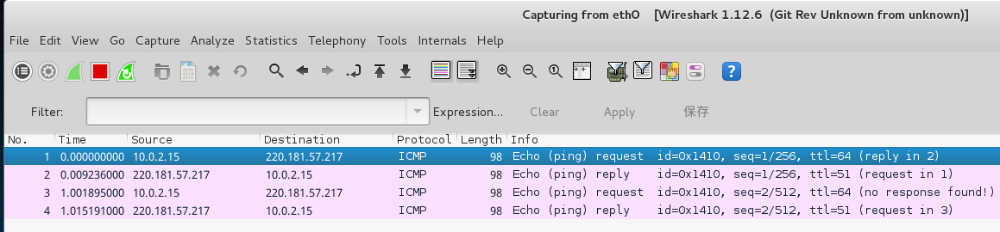 Capturing from eth0 [Wireshark 1.12.6 (Git Rev Unknown from unknown)]
File Edit View Go Capture Analyze Statistics Telephony Tools Internals Help
Filter: Expression... Clear Apply 保存
No. Time Source Destination Protocol Length Info
1 0.000000000 10.0.2.15 220.181.57.217 ICMP 98 Echo (ping) request id=0x1410, seq=1/256, ttl=64 (reply in 2)
2 0.009236000 220.181.57.217 10.0.2.15 ICMP 98 Echo (ping) reply id=0x1410, seq=1/256, ttl=51 (request in 1)
3 1.001895000 10.0.2.15 220.181.57.217 ICMP 98 Echo (ping) request id=0x1410, seq=2/512, ttl=64 (no response found!)
4 1.015191000 220.181.57.217 10.0.2.15 ICMP 98 Echo (ping) reply id=0x1410, seq=2/512, ttl=51 (request in 3)